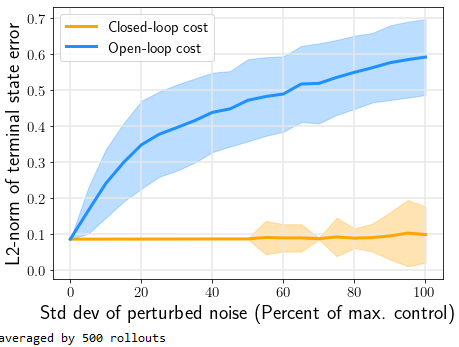 Closed-loop cost
Open-loop cost
L2-norm of terminal state error
0.7
0.6
0.5
0.4
0.3
0.2
0.1
0.0
0 20 40 60 80 100
Std dev of perturbed noise (Percent of max. control)
averaged by 500 rollouts